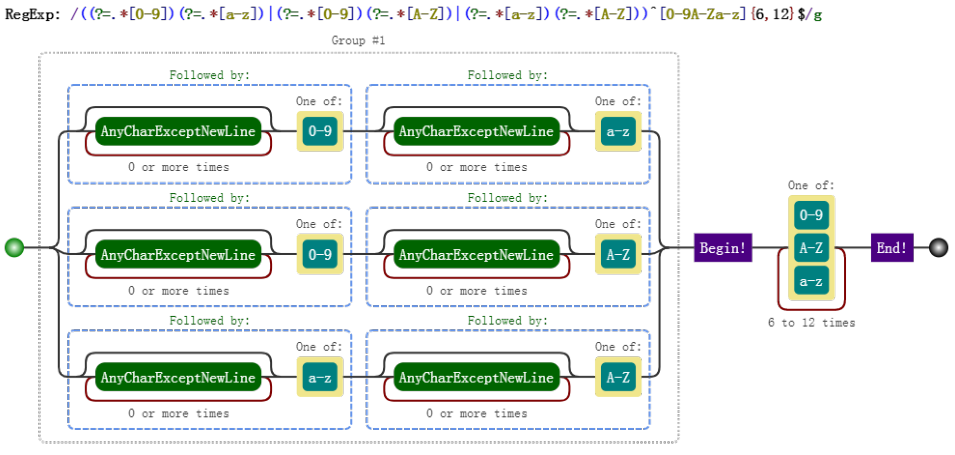 RegExp: /((?=.*[0-9])(?=.*[a-z])|(?=.*[0-9])(?=.*[A-Z])|(?=.*[a-z])(?=.*[A-Z]))^[0-9A-Za-z]{6,12}$/g
Group #1
Followed by: Followed by:
One of: One of:
AnyCharExceptNewLine 0-9 AnyCharExceptNewLine a-z
0 or more times 0 or more times
Followed by: Followed by:
One of: One of:
AnyCharExceptNewLine 0-9 AnyCharExceptNewLine A-Z
0 or more times 0 or more times
Followed by: Followed by:
One of: One of:
AnyCharExceptNewLine a-z AnyCharExceptNewLine A-Z
0 or more times 0 or more times
Begin!
One of:
0-9
A-Z
a-z
6 to 12 times
End!